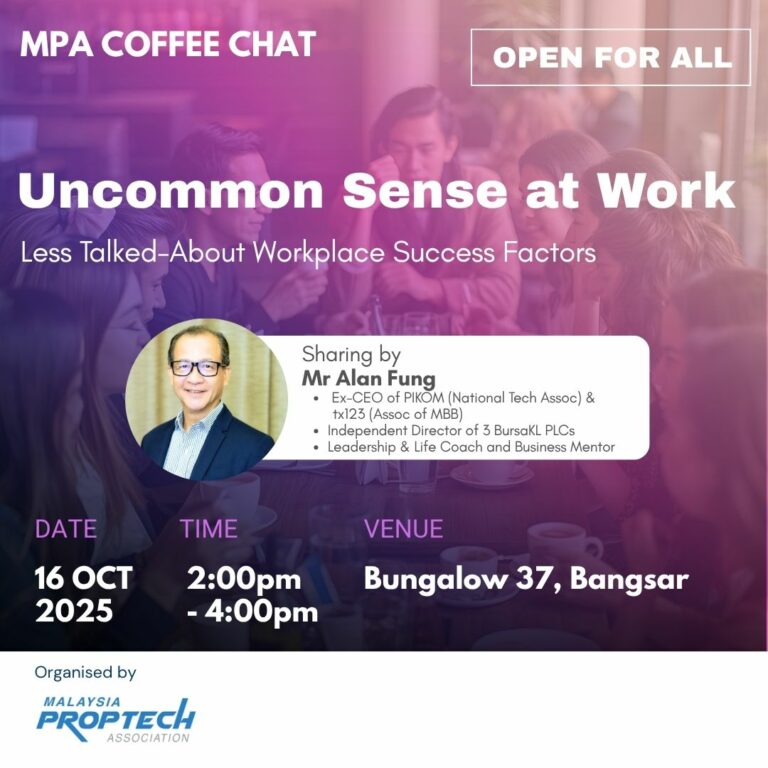 MPA COFFEE CHAT
OPEN FOR ALL
Uncommon Sense at Work
Less Talked-About Workplace Success Factors
Sharing by
Mr Alan Fung
• Ex-CEO of PIKOM (National Tech Assoc) &
tx123 (Assoc of MBB)
• Independent Director of 3 BursaKL PLCs
• Leadership & Life Coach and Business Mentor
DATE
16 OCT
2025
TIME
2:00pm
- 4:00pm
VENUE
Bungalow 37, Bangsar
Organised by
MALAYSIA
PROPTECH
ASSOCIATION